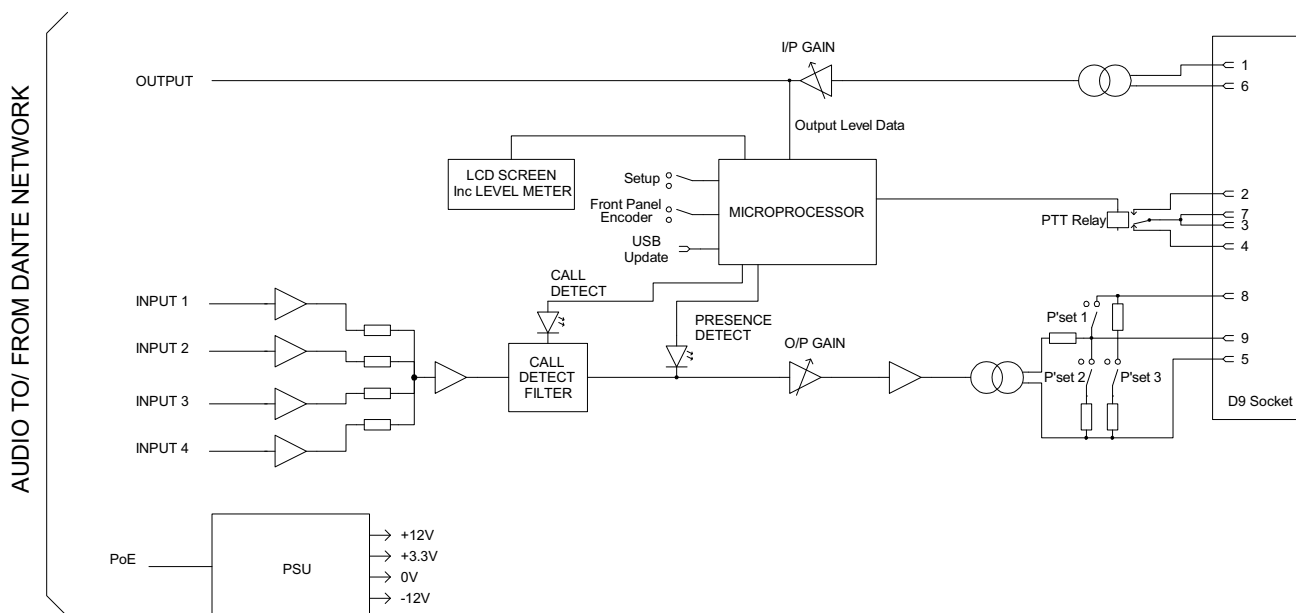 AUDIO TO/ FROM DANTE NETWORK
I/P GAIN
OUTPUT
1
6
Output Level Data
LCD SCREEN
Inc LEVEL METER
Setup
Front Panel
Encoder
USB
Update
MICROPROCESSOR
PTT Relay
2
7
3
4
CALL
DETECT
PRESENCE
DETECT
INPUT 1
INPUT 2
INPUT 3
INPUT 4
CALL
DETECT
FILTER
O/P GAIN
P'set 1
P'set 2
P'set 3
8
9
5
D9 Socket
PoE
PSU
+12V
+3.3V
0V
-12V